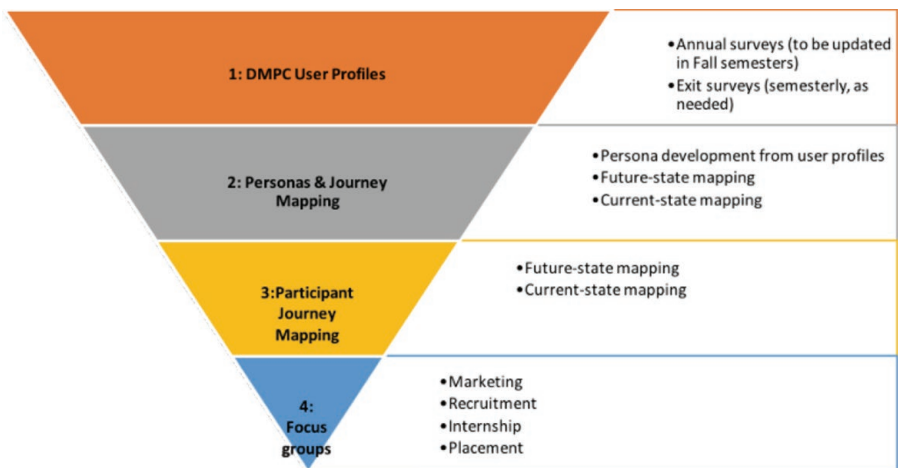 1: DMPC User Profiles
•Annual surveys (to be updated
in Fall semesters)
•Exit surveys (semesterly, as
needed)
2: Personas & Journey
Mapping
•Persona development from user profiles
•Future-state mapping
•Current-state mapping
3:Participant
Journey
Mapping
•Future-state mapping
•Current-state mapping
4:
Focus
groups
•Marketing
•Recruitment
•Internship
•Placement